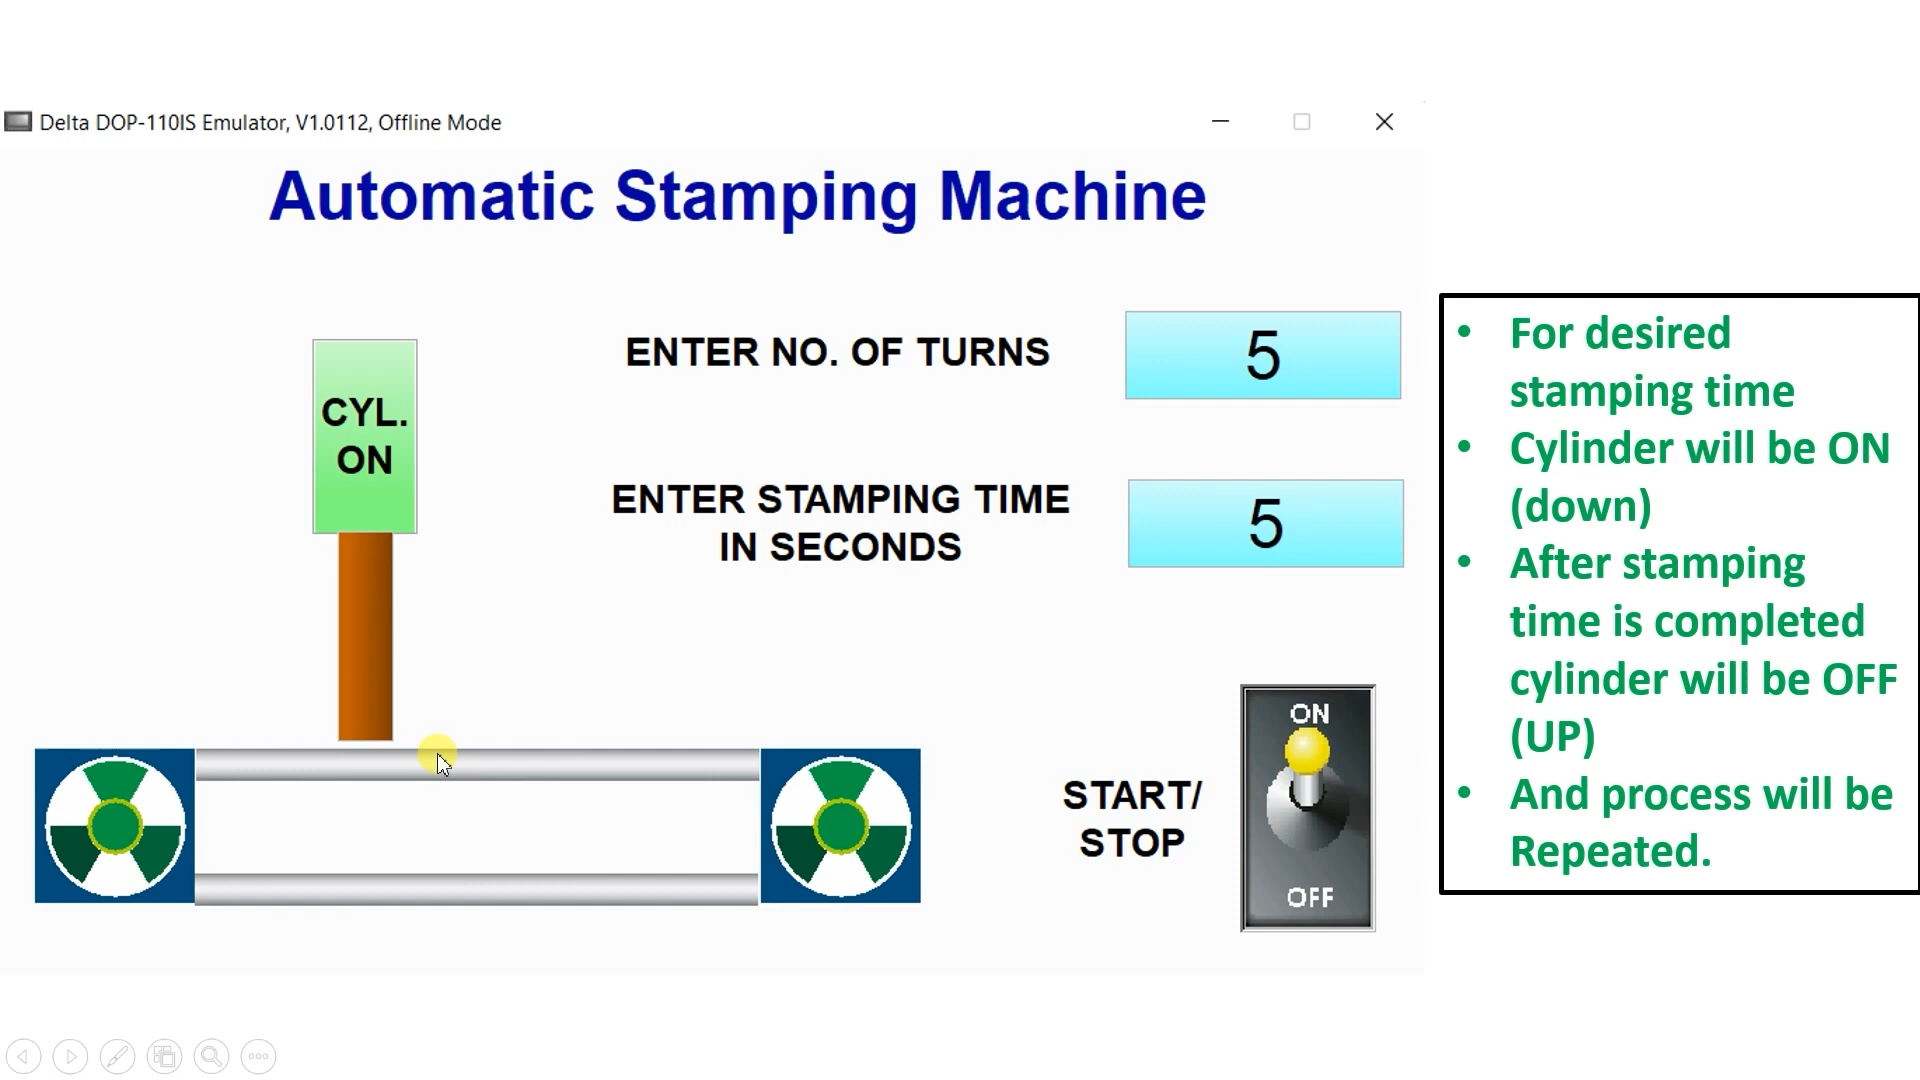 Delta DOP-110IS Emulator, V1.0112, Offline Mode
Automatic Stamping Machine
CYL.
ON
ENTER NO. OF TURNS
5
ENTER STAMPING TIME
IN SECONDS
5
START/
STOP
ON
OFF
• For desired
stamping time
• Cylinder will be ON
(down)
• After stamping
time is completed
cylinder will be OFF
(UP)
• And process will be
Repeated.